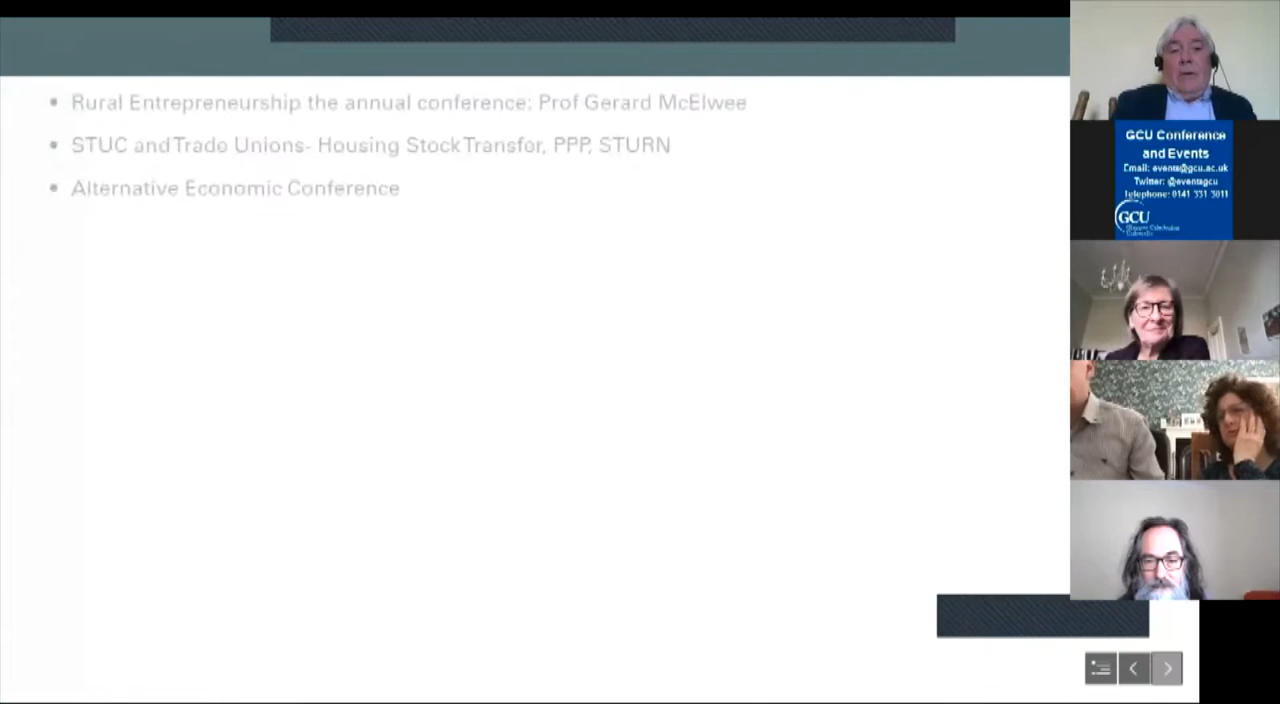 Rural Entrepreneurship the annual conference: Prof Gerard McElwee
STUC and Trade Unions- Housing Stock Transfer, PPP, STURN
Alternative Economic Conference
GCU Conference
and Events
Email: events@gcu.ac.uk
Twitter: @eventsgcu
Telephone: 0141 331 3011
GCU
Glasgow Caledonian
University